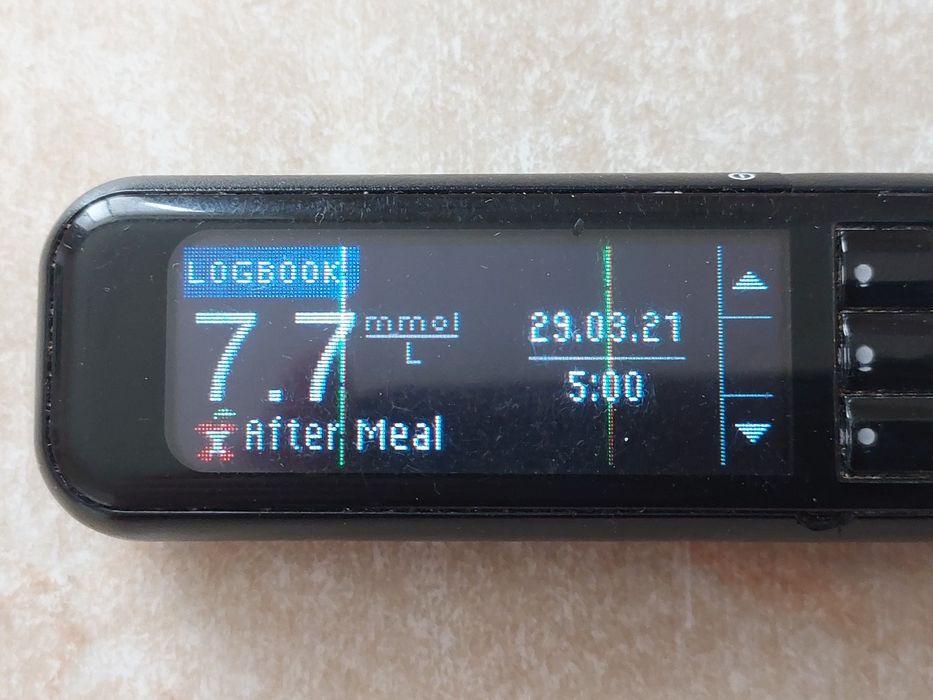 LOGBOOK
7.7 mmol/L
29.03.21
5:00
After Meal